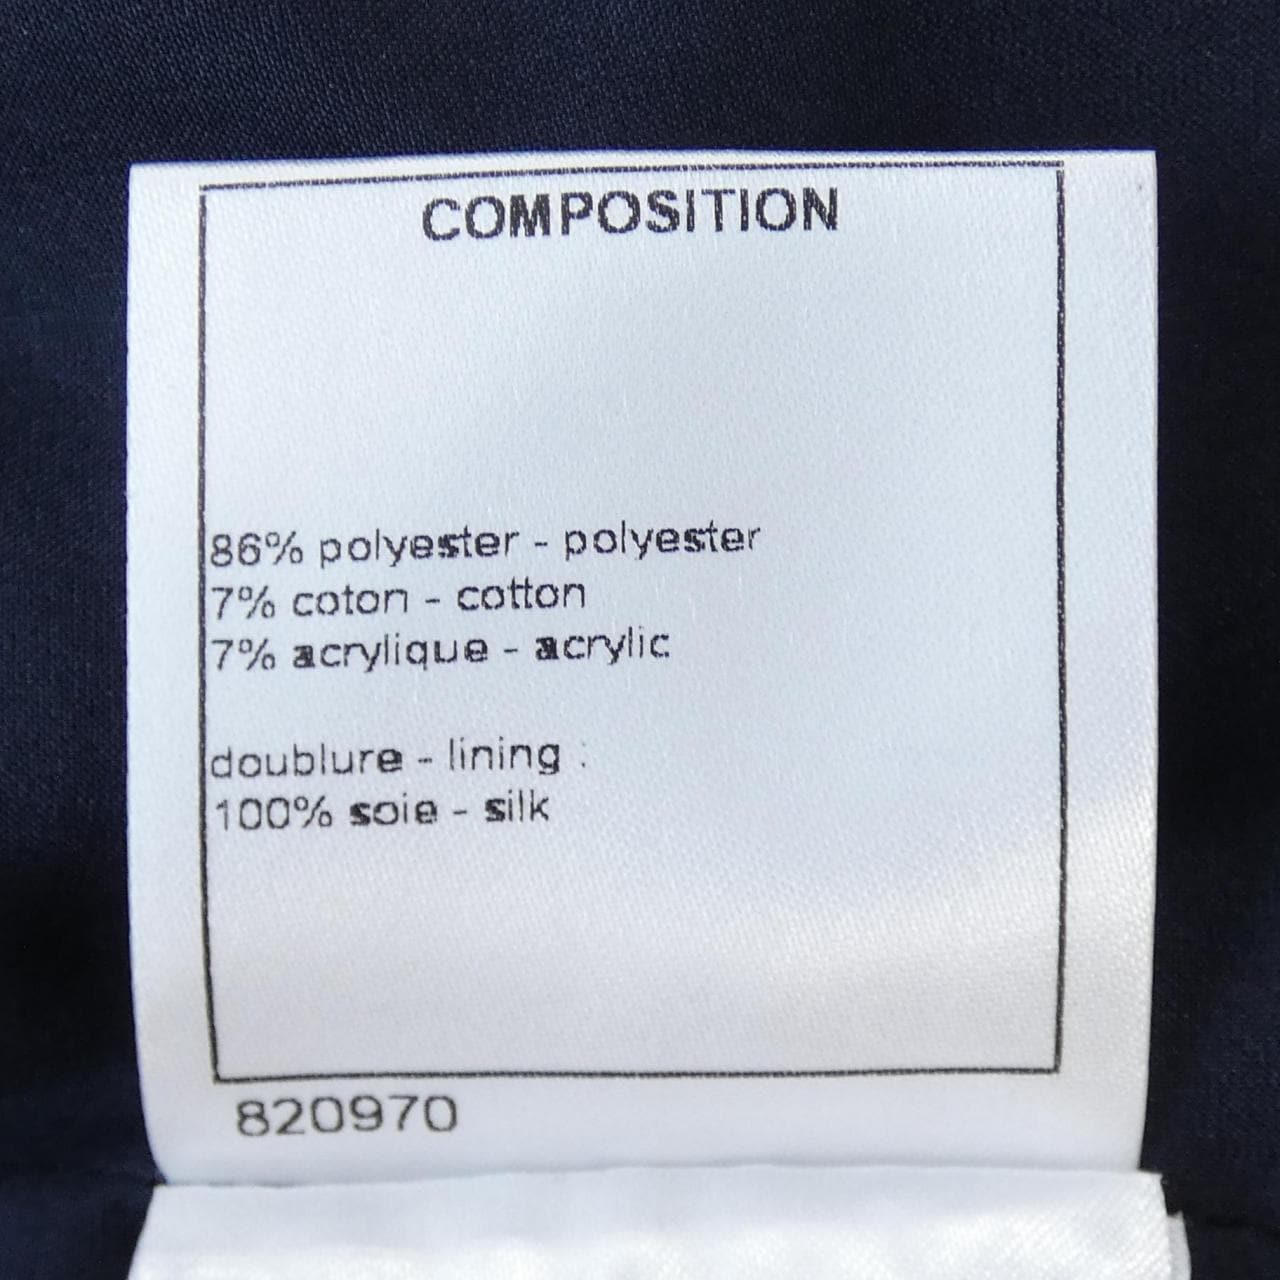 COMPOSITION
86% polyester - polyester
7% coton - cotton
7% acrylique - acrylic
doublure - lining :
100% soie - silk
820970